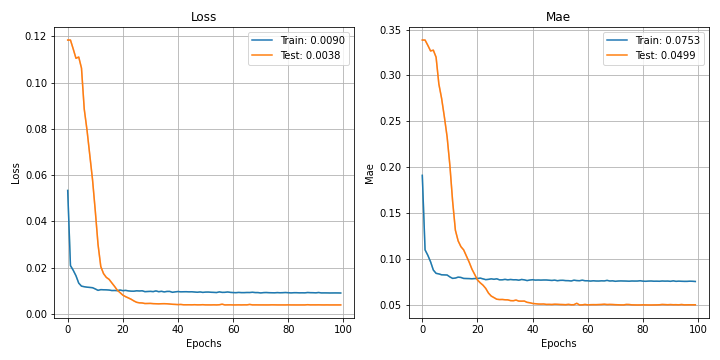 Loss
Train: 0.0090
Test: 0.0038
0.12
0.10
0.08
0.06
0.04
0.02
0.00
Loss
0 20 40 60 80 100
Epochs
Mae
Train: 0.0753
Test: 0.0499
0.35
0.30
0.25
0.20
0.15
0.10
0.05
Mae
0 20 40 60 80 100
Epochs